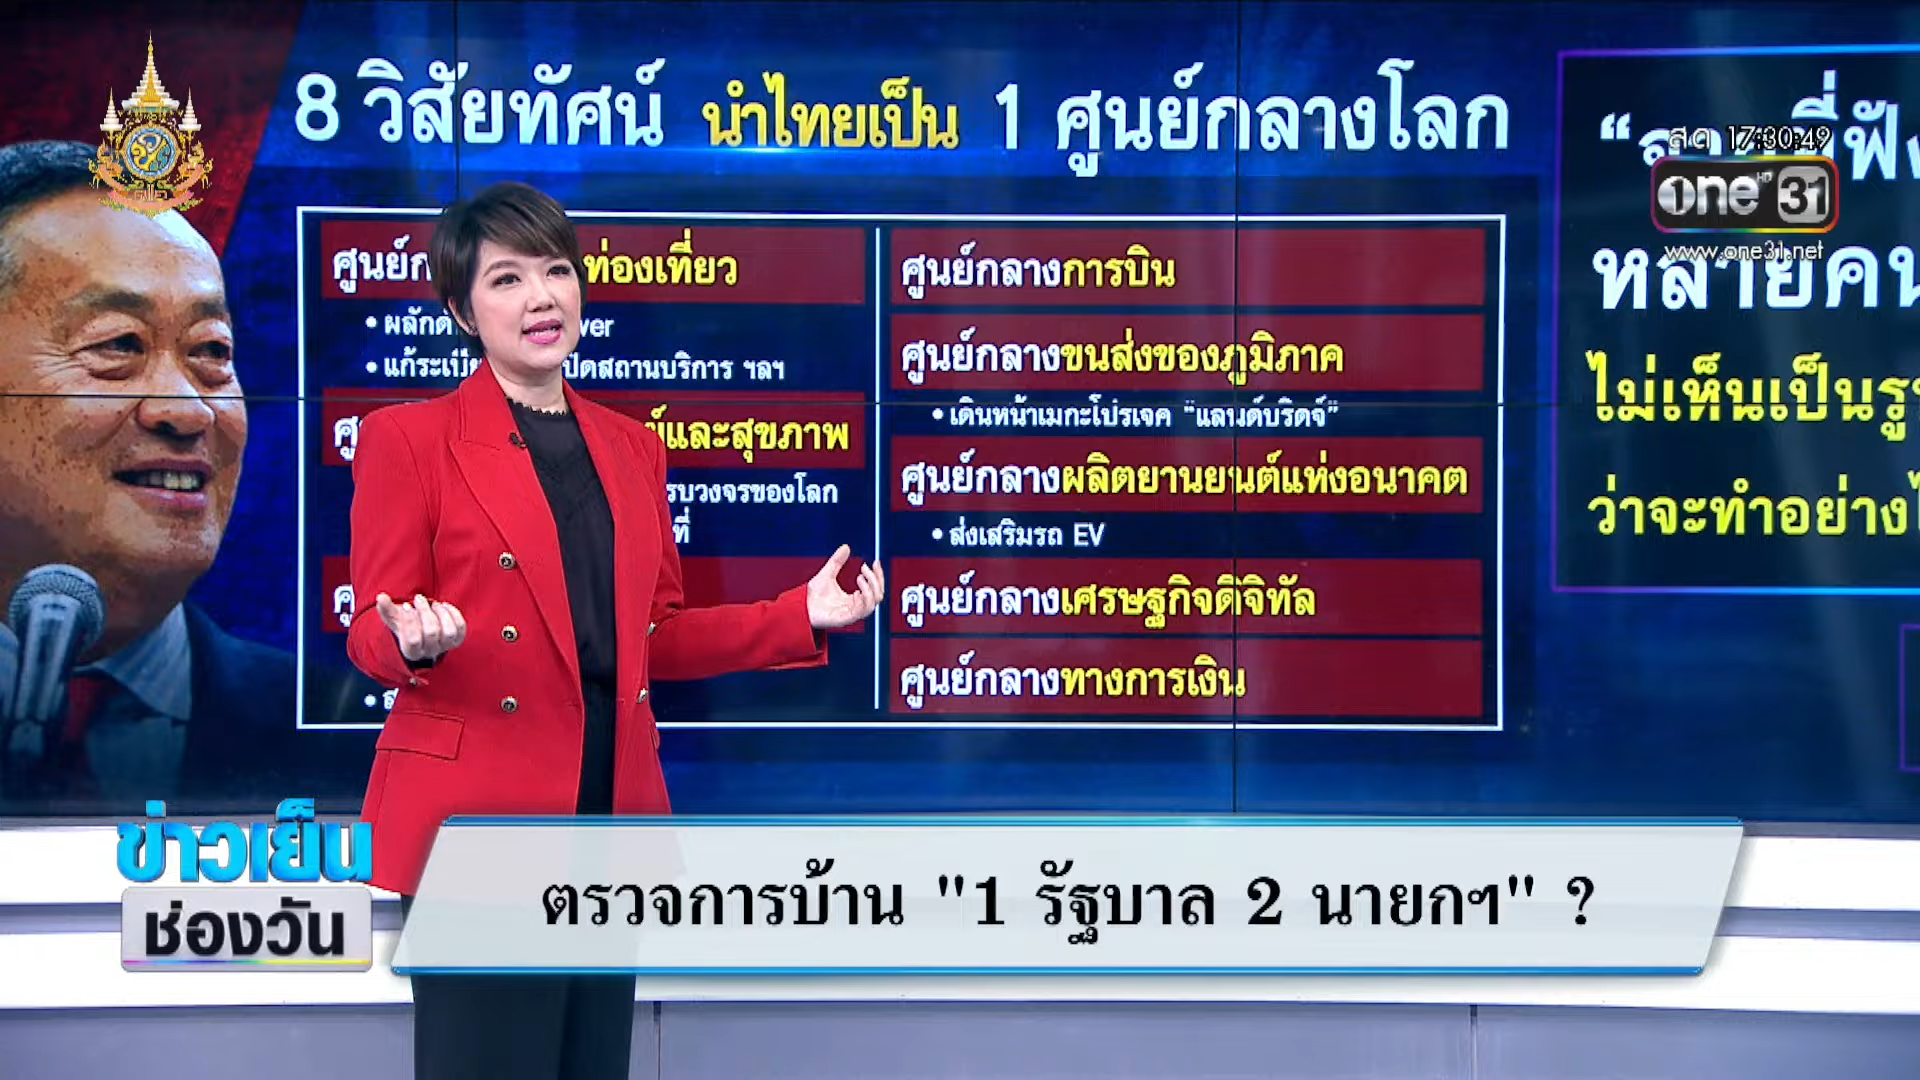 8 วิสัยทัศน์ นำไทยเป็น 1 ศูนย์กลางโลก
ท่องเที่ยว
แก้ระเบีย ปิดสถานบริการ ฯลฯ
และสุขภาพ
รบวงจรของโลก
ที่
ศูนย์กลางการบิน
ศูนย์กลางขนส่งของภูมิภาค
• เดินหน้าเมกะโปรเจค "แลนด์บริดจ์"
ศูนย์กลางผลิตยานยนต์แห่งอนาคต
• ส่งเสริมรถ EV
ศูนย์กลางเศรษฐกิจดิจิทัล
ศูนย์กลางทางการเงิน
หลายคน
ไม่เห็นเป็นรู
ว่าจะทำอย่าง
สด 17:30:49
one HD 31
www.one31.net
ข่าวเย็น
ช่องวัน
ตรวจการบ้าน "1 รัฐบาล 2 นายกฯ" ?